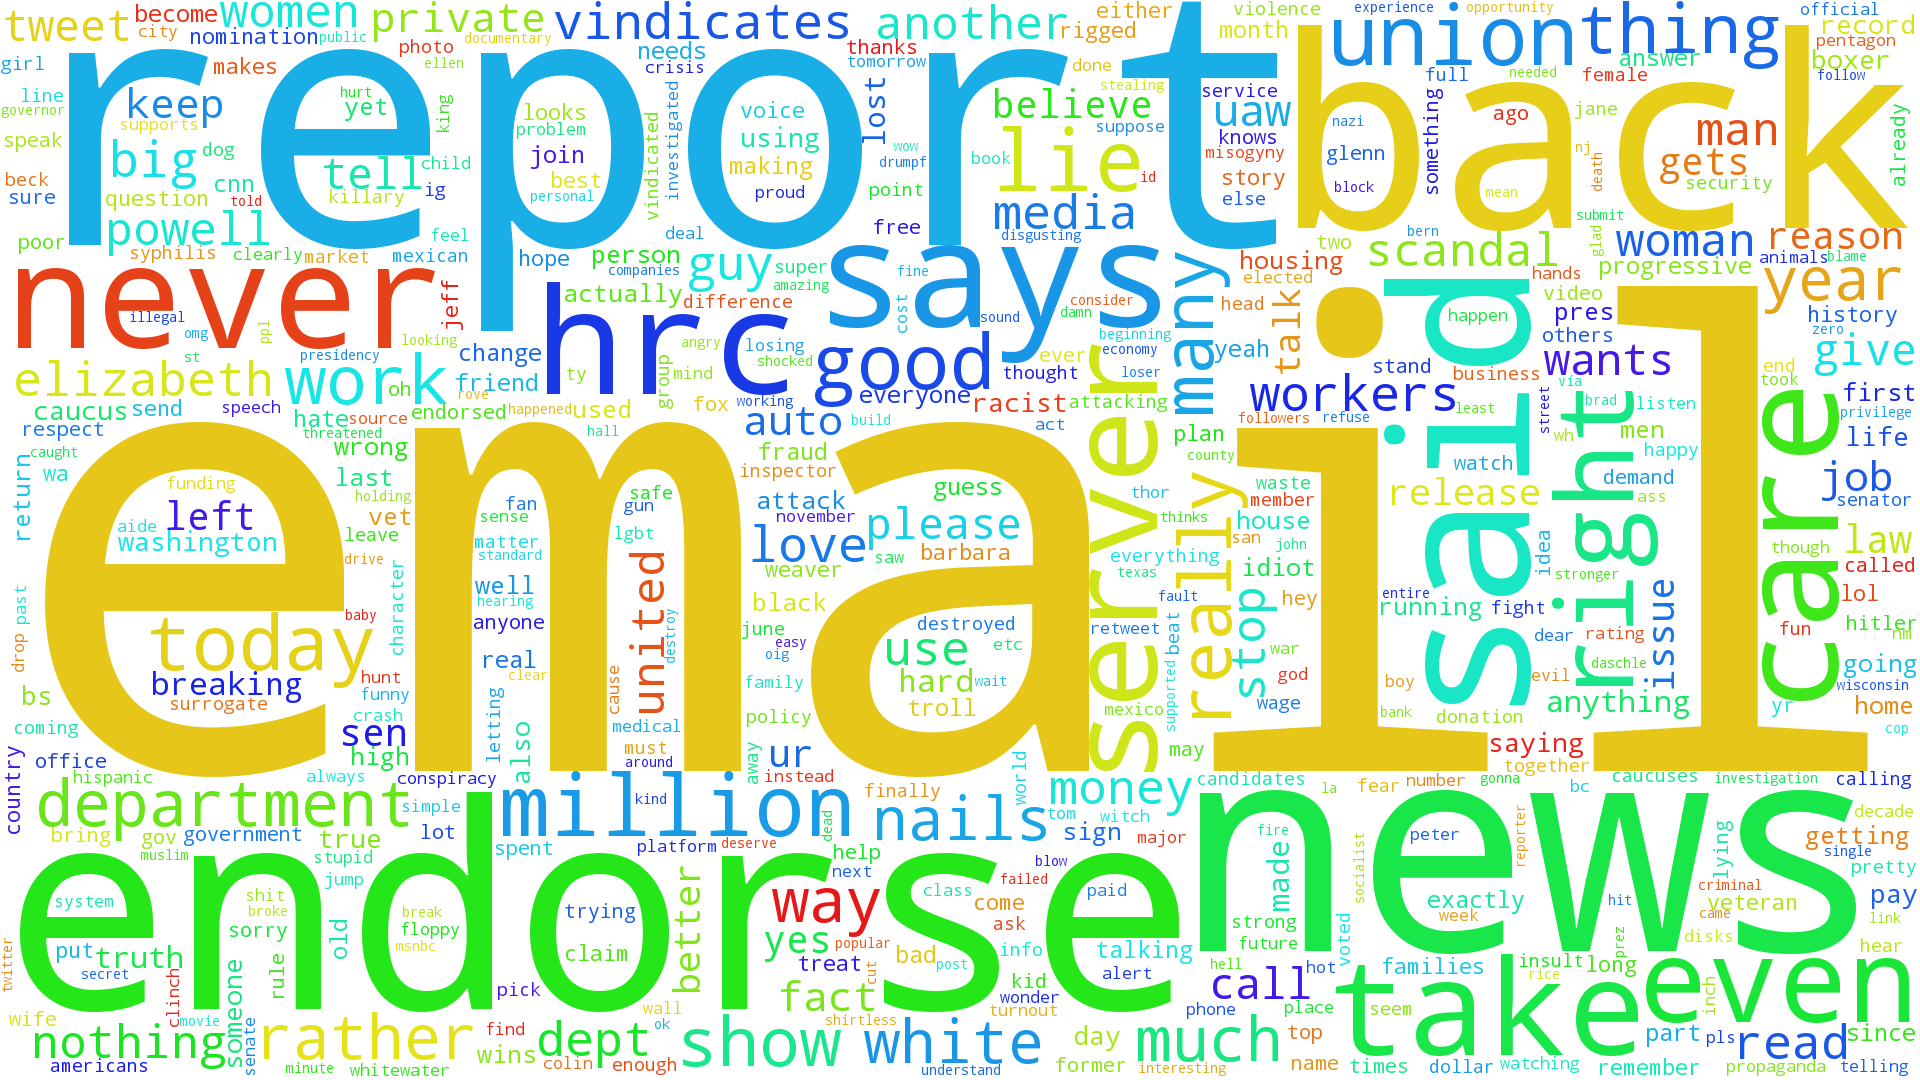 tweet
become
city
women
nomination
public
private
photo
documentary
ellen
vindicates
needs
crisis
another
thanks
tomorrow
either
rigged
violence
month
done
stealing
experience
opportunity
union
thing
official
record
pentagon
boxer
follow
answer
needed
female
full
service
girl
makes
line
governor
report
back
keep
supports
hurt
yet
king
looks
problem
voice
using
making
lost
believe
suppose
uaw
knows
misogyny
nazi
glenn
block
something
ago
jane
nj
man
gets
security
already
speak
big
dog
tell
child
join
best
personal
vindicated
investigated
proud
wow
drumpf
book
point
lie
id
story
else
mean
death
submit
beck
sure
cnn
question
told
killary
ig
poor
powell
feel
deal
free
media
disgusting
two
bern
scandal
glad
woman
reason
animals
blame
syphilis
clearly
market
mexican
hope
person
companies
guy
super
amazing
says
fine
many
housing
elected
hands
progressive
year
never
illegal
omg
ppl
jeff
looking
hrc
actually
difference
angry
losing
shocked
cost
sound
consider
damn
beginning
economy
loser
head
talk
yeah
said
happen
video
pres
others
history
zero
give
st
presidency
change
friend
ty
group
mind
good
ever
thought
everyone
stand
business
wants
end
took
first
privilege
elizabeth
work
oh
rove
working
racist
attacking
workers
least
vía
brad
listen
caucus
send
speech
hate
source
endorsed
happened
used
fox
auto
build
act
plan
county
followers
refuse
street
men
wh
happy
life
respect
caught
threatened
wrong
hall
fraud
inspector
wa
last
holding
return
email
server
really
right
care
watch
demand
ass
job
senator
funding
left
aide
washington
vet
leave
drive
fan
sense
safe
gun
lgbt
attack
november
guess
please
thor
thinks
waste
member
house
san
john
release
idea
stronger
though
law
called
matter
standard
love
saw
barbara
weaver
everything
texas
idiot
well
hearing
united
black
fault
entire
running
fight
lol
hitler
nm
past
character
baby
anyone
destroy
june
easy
oig
destroyed
use
etc
retweet
beat
stop
hey
war
god
dear
rating
daschle
issue
fun
going
wisconsin
drop
today
breaking
surrogate
hunt
funny
crash
real
clear
cause
family
hard
wait
troll
mexico
supported
wage
boy
bank
evil
donation
anything
yr
home
cop
bs
coming
sen
high
letting
also
medical
must
around
policy
away
ur
instead
may
saying
together
country
office
hispanic
always
conspiracy
finally
world
money
candidates
la
fear
number
gonna
bc
caucuses
investigation
calling
department
simple
million
kind
nails
tom
witch
sign
major
news
decade
bring
gov
government
muslim
true
stupid
jump
lot
spent
platform
deserve
dead
help
next
blow
failed
fire
made
socialist
peter
reporter
lying
getting
single
pretty
endorse
system
shit
broke
sorry
break
floppy
msnbc
trying
claim
better
way
yes
popular
class
come
ask
paid
strong
future
exactly
week
hit
criminal
came
veteran
pay
link
put
truth
secret
twitter
clinch
rule
old
treat
cut
bad
post
info
talking
alert
hell
hot
voted
families
prez
insult
rice
long
disks
hear
wife
movie
someone
pick
wall
ok
fact
shirtless
kid
wonder
turnout
call
phone
place
take
seem
inch
even
nothing
senate
rather
find
wins
dept
show
white
day
much
top
part
pls
read
since
americans
minute
whitewater
colin
enough
understand
former
interesting
name
times
dollar
watching
remember
propaganda
telling